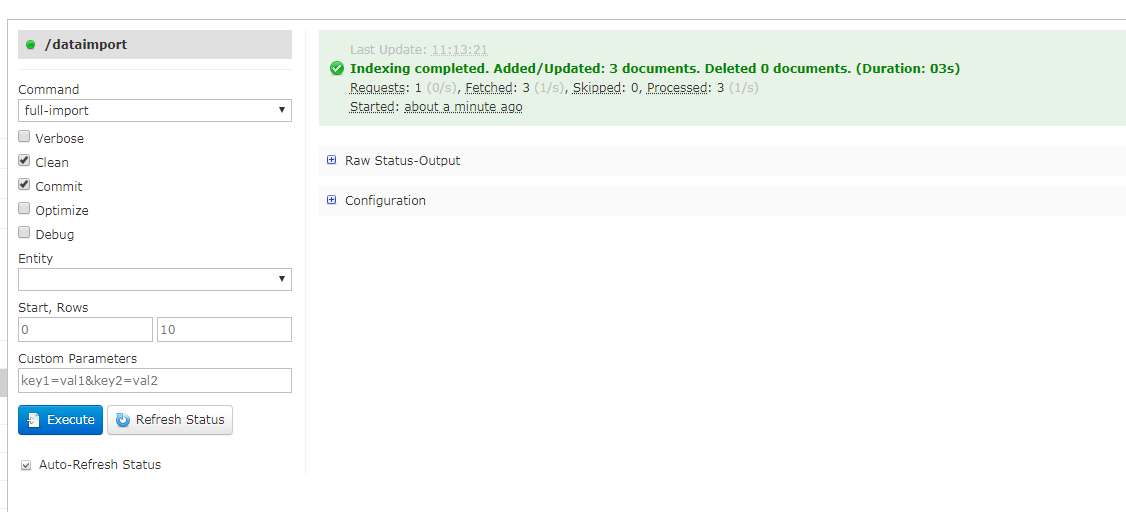 /dataimport
Command
full-import
Verbose
Clean
Commit
Optimize
Debug
Entity
Start, Rows
0 10
Custom Parameters
key1=val1&key2=val2
Execute Refresh Status
Auto-Refresh Status
Last Update: 11:13:21
Indexing completed. Added/Updated: 3 documents. Deleted 0 documents. (Duration: 03s)
Requests: 1 (0/s), Fetched: 3 (1/s), Skipped: 0, Processed: 3 (1/s)
Started: about a minute ago
Raw Status-Output
Configuration